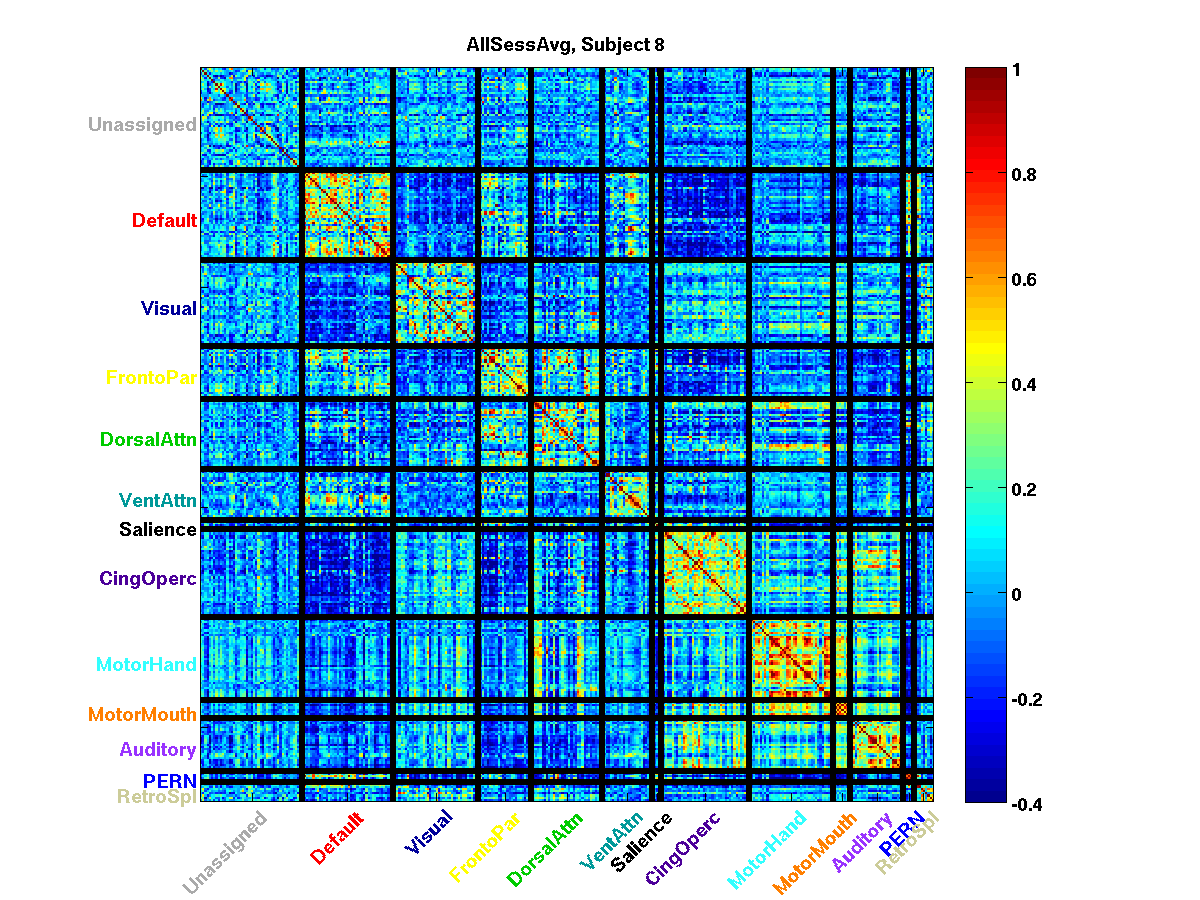 AllSessAvg, Subject 8
Unassigned
Default
Visual
FrontoPar
DorsalAttn
VentAttn
Salience
CingOperc
MotorHand
MotorMouth
Auditory
PERN
RetroSpl
1
0.8
0.6
0.4
0.2
0
-0.2
-0.4
Unassigned
Default
Visual
FrontoPar
DorsalAttn
VentAttn
Salience
CingOperc
MotorHand
MotorMouth
Auditory
PERN
RetroSpl